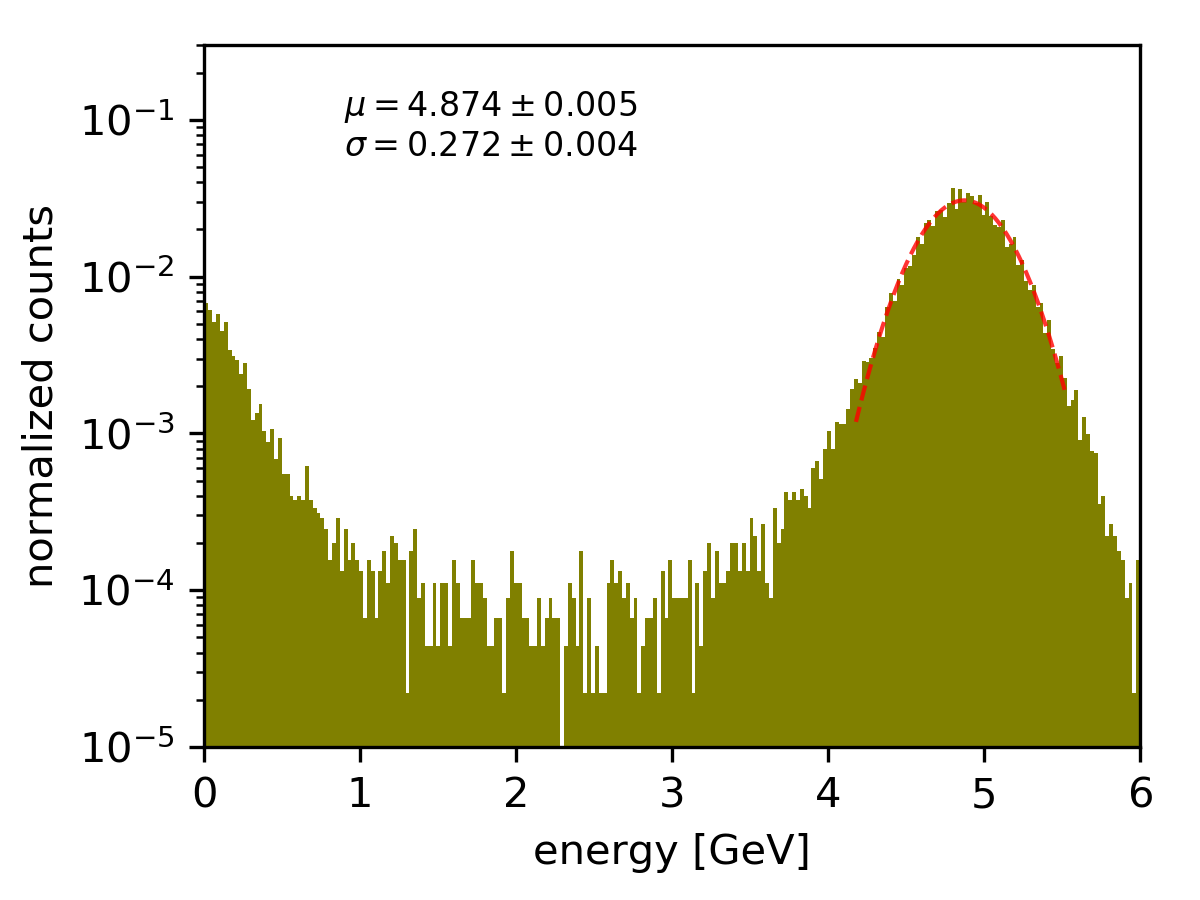 μ = 4.874 ± 0.005
σ = 0.272 ± 0.004
10⁻¹
10⁻²
10⁻³
10⁻⁴
10⁻⁵
normalized counts
0 1 2 3 4 5 6
energy [GeV]